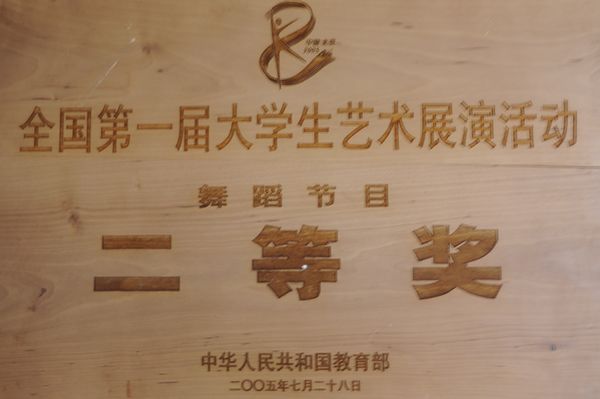 全国第一届大学生艺术展演活动
舞蹈节目
二等奖
中华人民共和国教育部
二〇〇五年七月二十八日